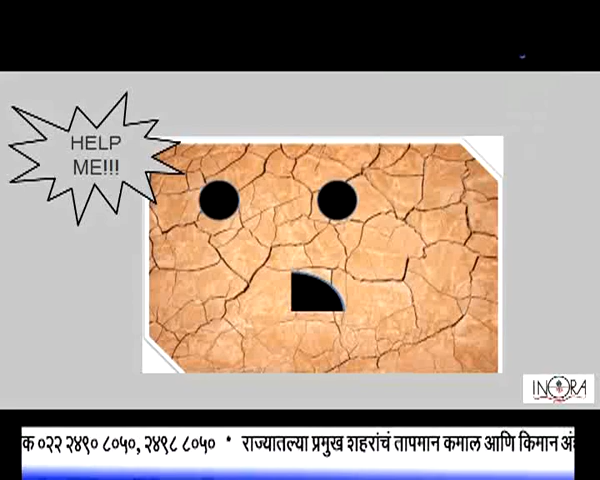 HELP
ME!!!
INORA
क ०२२ २४९० ८०५०, २४९८ ८०५० * राज्यातल्या प्रमुख शहरांचं तापमान कमाल आणि किमान अं